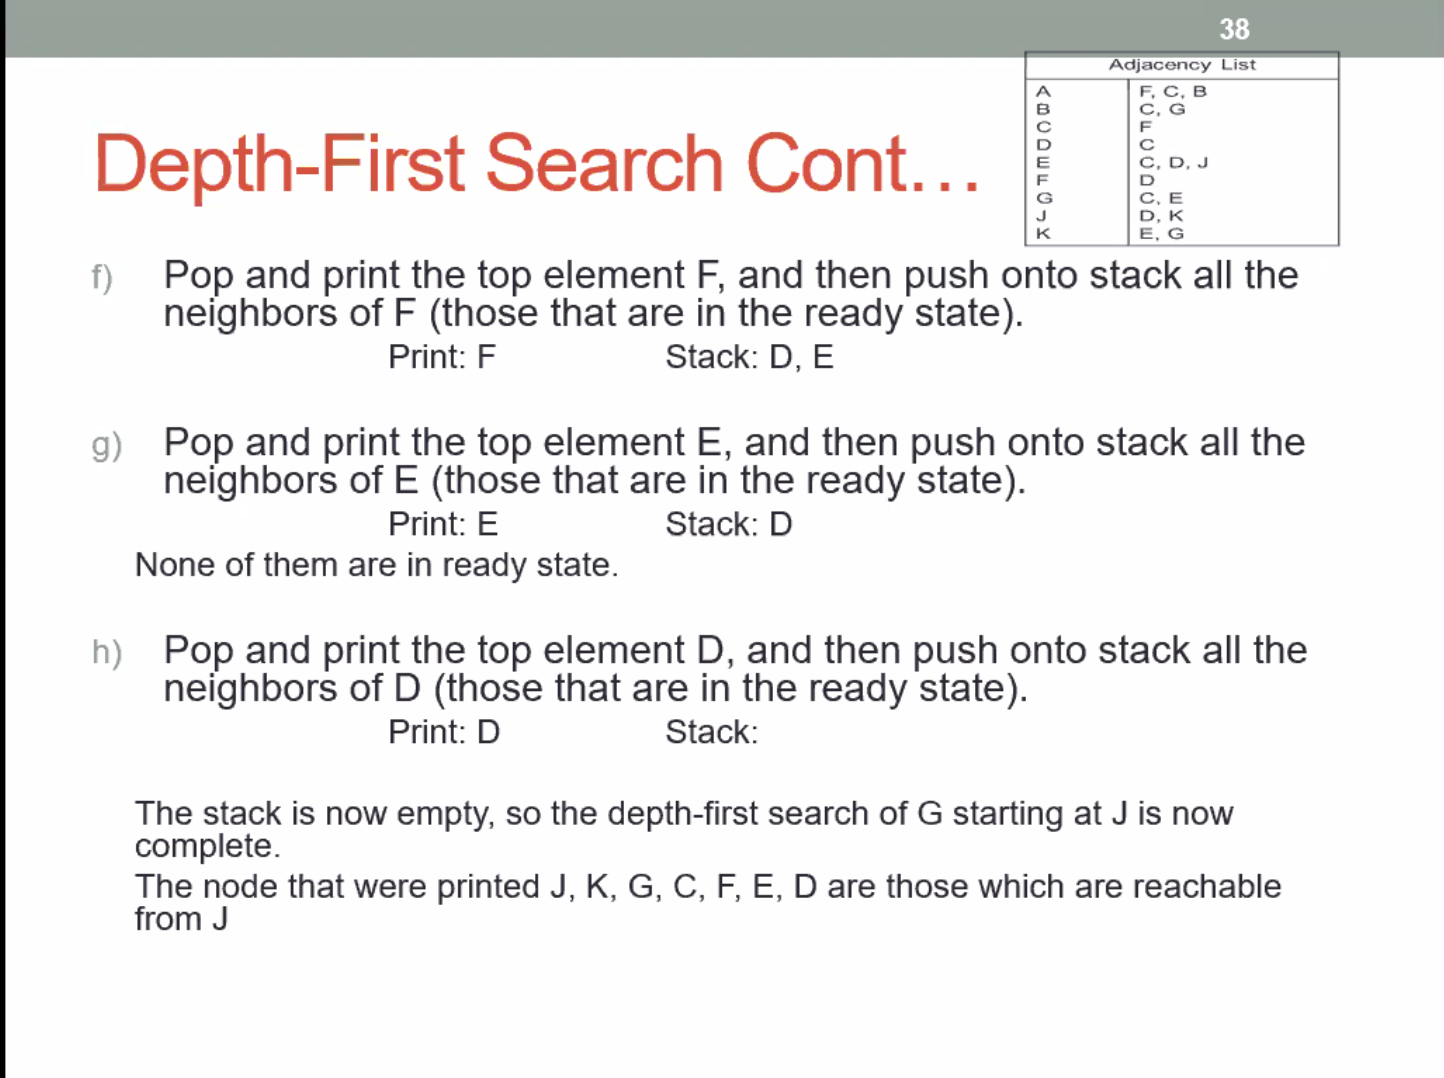 38
Adjacency List
A F, C, B
B C, G
C F
D C
E C, D, J
F D
G C, E
J D, K
K E, G
Depth-First Search Cont…
f) Pop and print the top element F, and then push onto stack all the
neighbors of F (those that are in the ready state).
Print: F Stack: D, E
g) Pop and print the top element E, and then push onto stack all the
neighbors of E (those that are in the ready state).
Print: E Stack: D
None of them are in ready state.
h) Pop and print the top element D, and then push onto stack all the
neighbors of D (those that are in the ready state).
Print: D Stack:
The stack is now empty, so the depth-first search of G starting at J is now
complete.
The node that were printed J, K, G, C, F, E, D are those which are reachable
from J